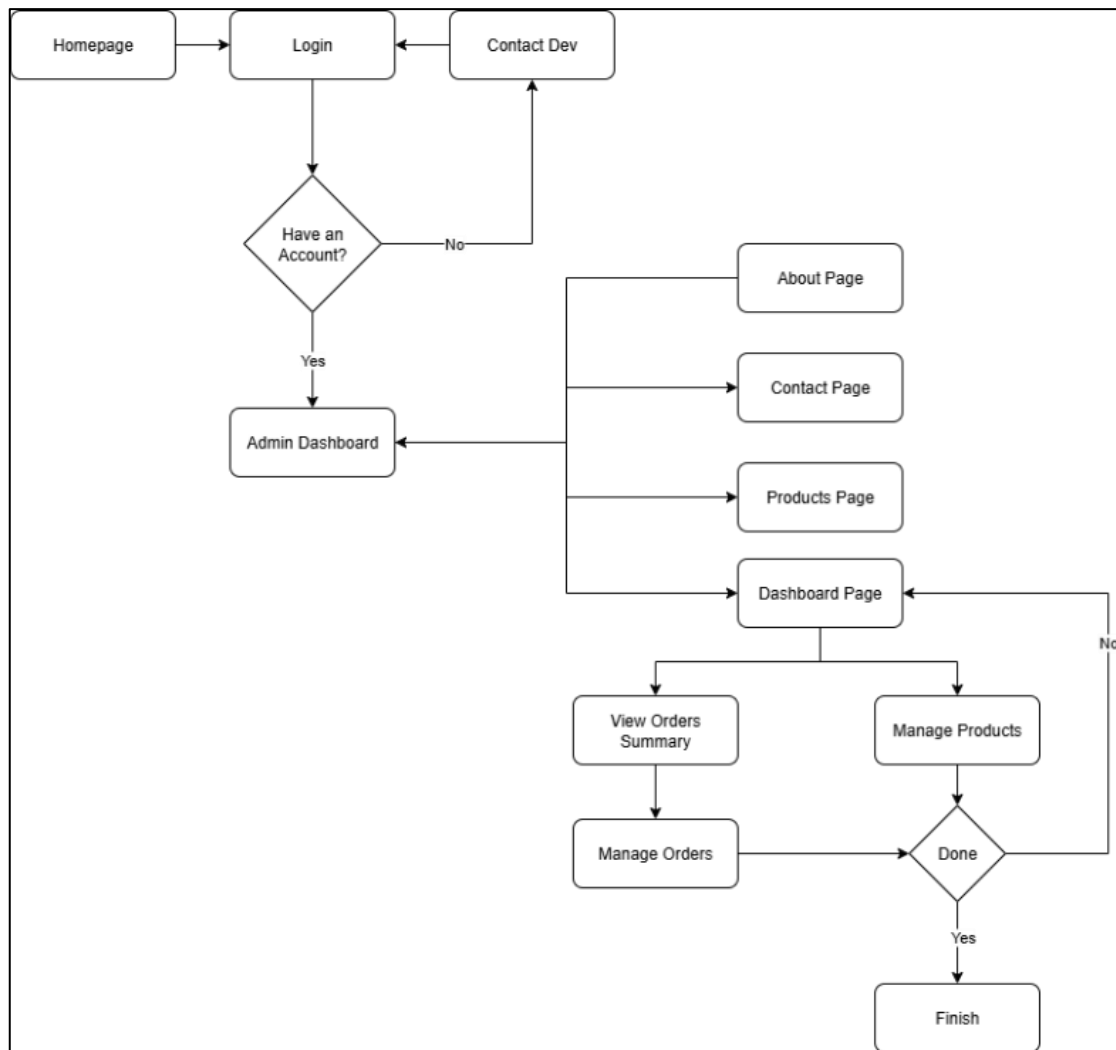 Homepage
Login
Contact Dev
Have an
Account?
No
Yes
Admin Dashboard
About Page
Contact Page
Products Page
Dashboard Page
No
View Orders
Summary
Manage Products
Manage Orders
Done
Yes
Finish